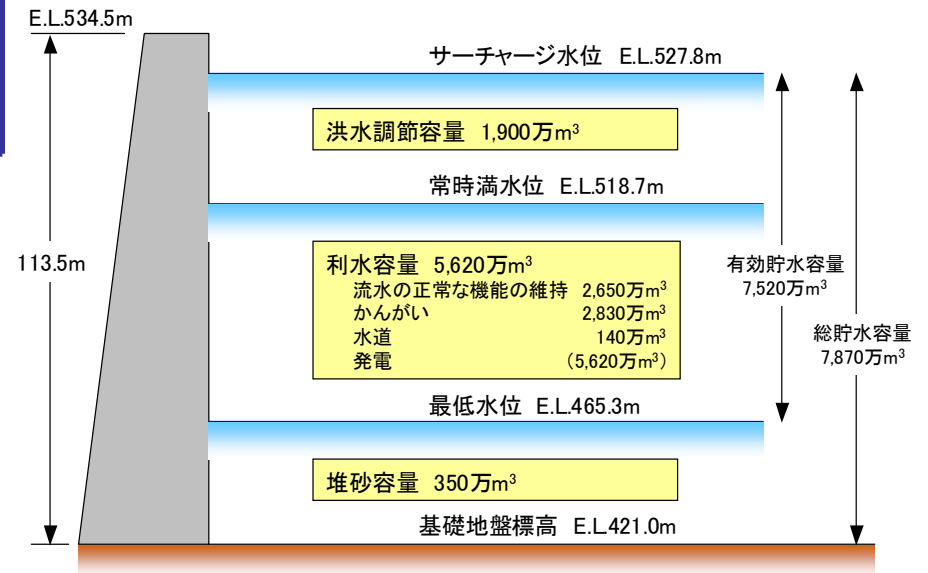 E.L.534.5m
サーチャージ水位 E.L.527.8m
洪水調節容量 1,900万m³
常時満水位 E.L.518.7m
113.5m
利水容量 5,620万m³
流水の正常な機能の維持 2,650万m³
かんがい 2,830万m³
水道 140万m³
発電 (5,620万m³)
有効貯水容量
7,520万m³
総貯水容量
7,870万m³
最低水位 E.L.465.3m
堆砂容量 350万m³
基礎地盤標高 E.L421.0m